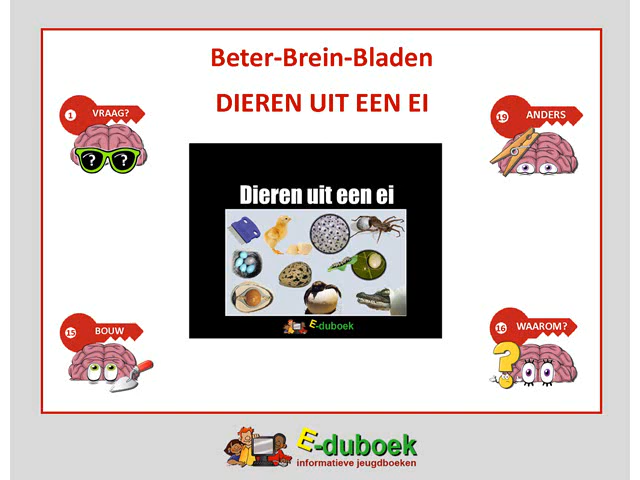 Beter-Brein-Bladen
DIEREN UIT EEN EI
1 VRAAG?
19 ANDERS
Dieren uit een ei
E-duboek
15 BOUW
16 WAAROM?
? ?
?
E-duboek
informatieve jeugdboeken